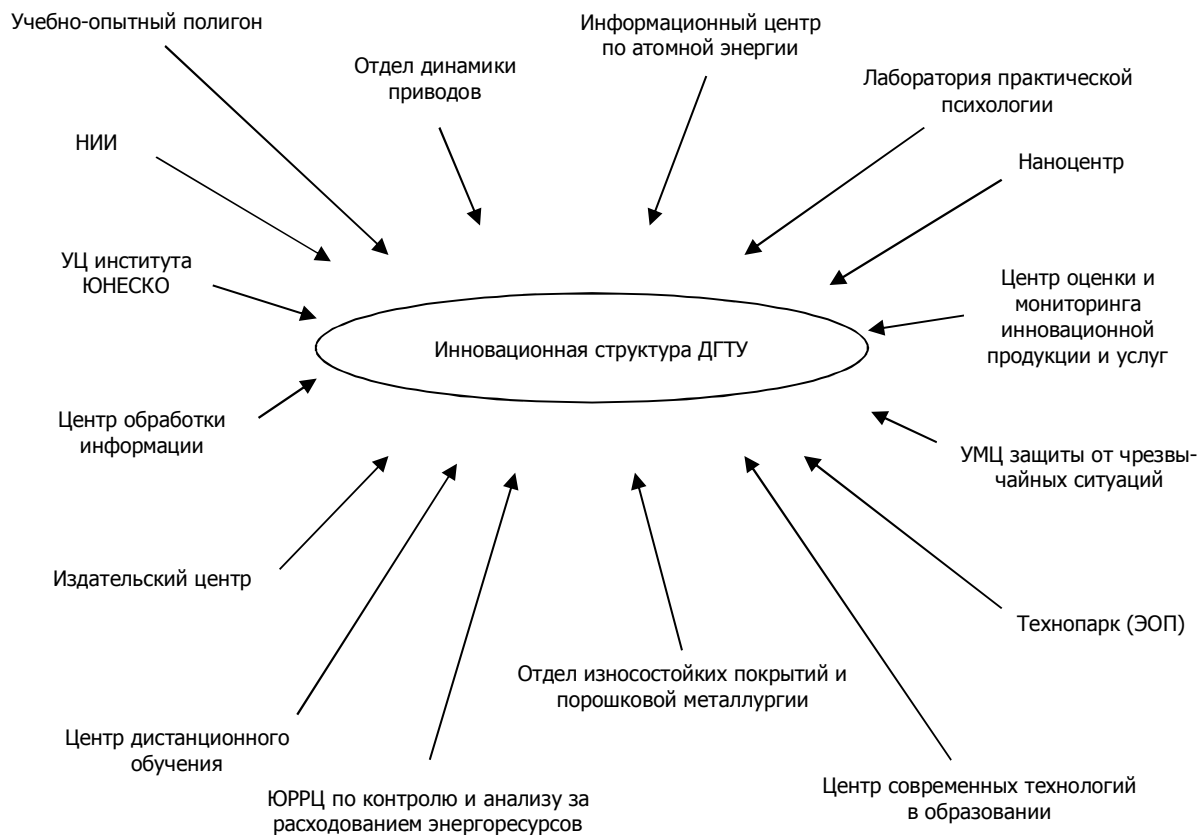 Учебно-опытный полигон
Информационный центр
по атомной энергии
Отдел динамики
приводов
Лаборатория практической
психологии
НИИ
Наноцентр
УЦ института
ЮНЕСКО
Центр оценки и
мониторинга
инновационной
продукции и услуг
Инновационная структура ДГТУ
Центр обработки
информации
УМЦ защиты от чрезвы-
чайных ситуаций
Издательский центр
Технопарк (ЭОП)
Отдел износостойких покрытий и
порошковой металлургии
Центр дистанционного
обучения
ЮРРЦ по контролю и анализу за
расходованием энергоресурсов
Центр современных технологий
в образовании